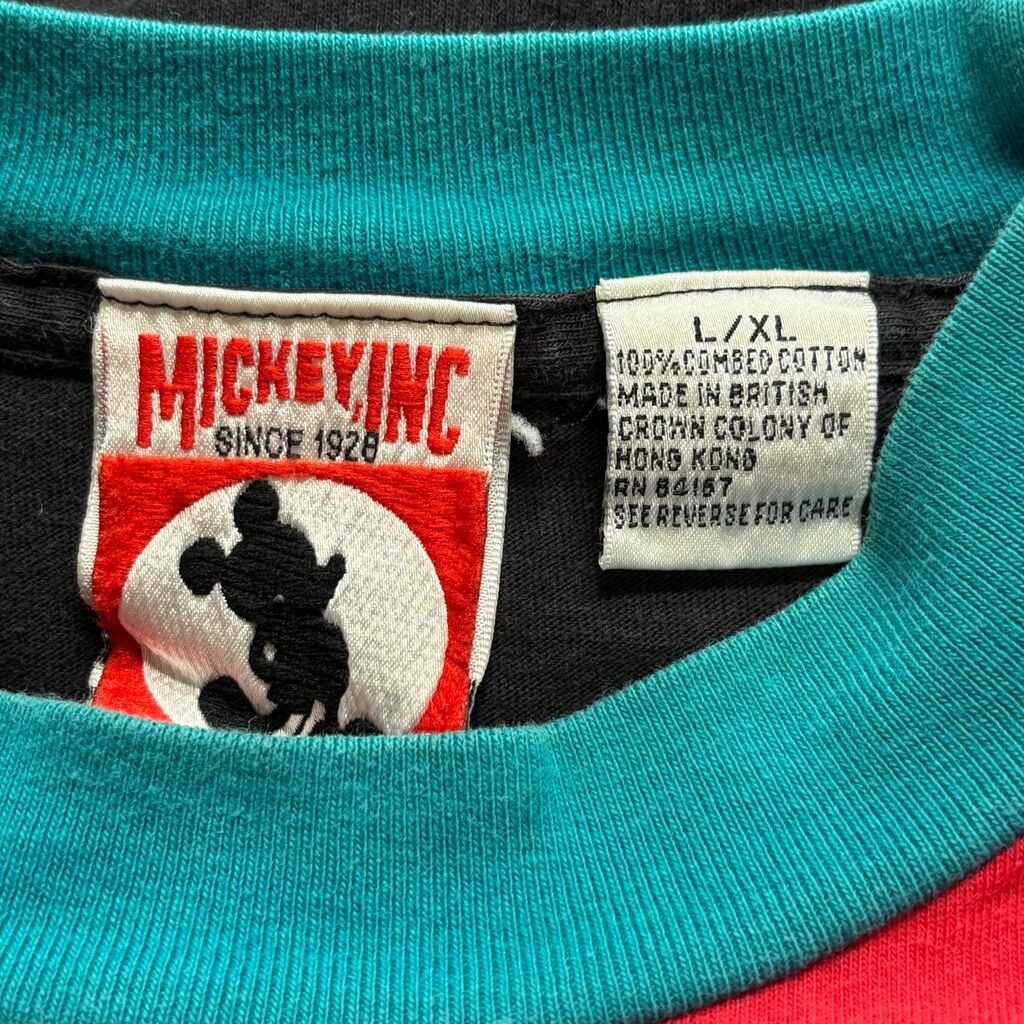 MICKEY, INC
SINCE 1928
L/XL
100% COMBED COTTON
MADE IN BRITISH
CROWN COLONY OF
HONG KONG
RN 84167
SEE REVERSE FOR CARE